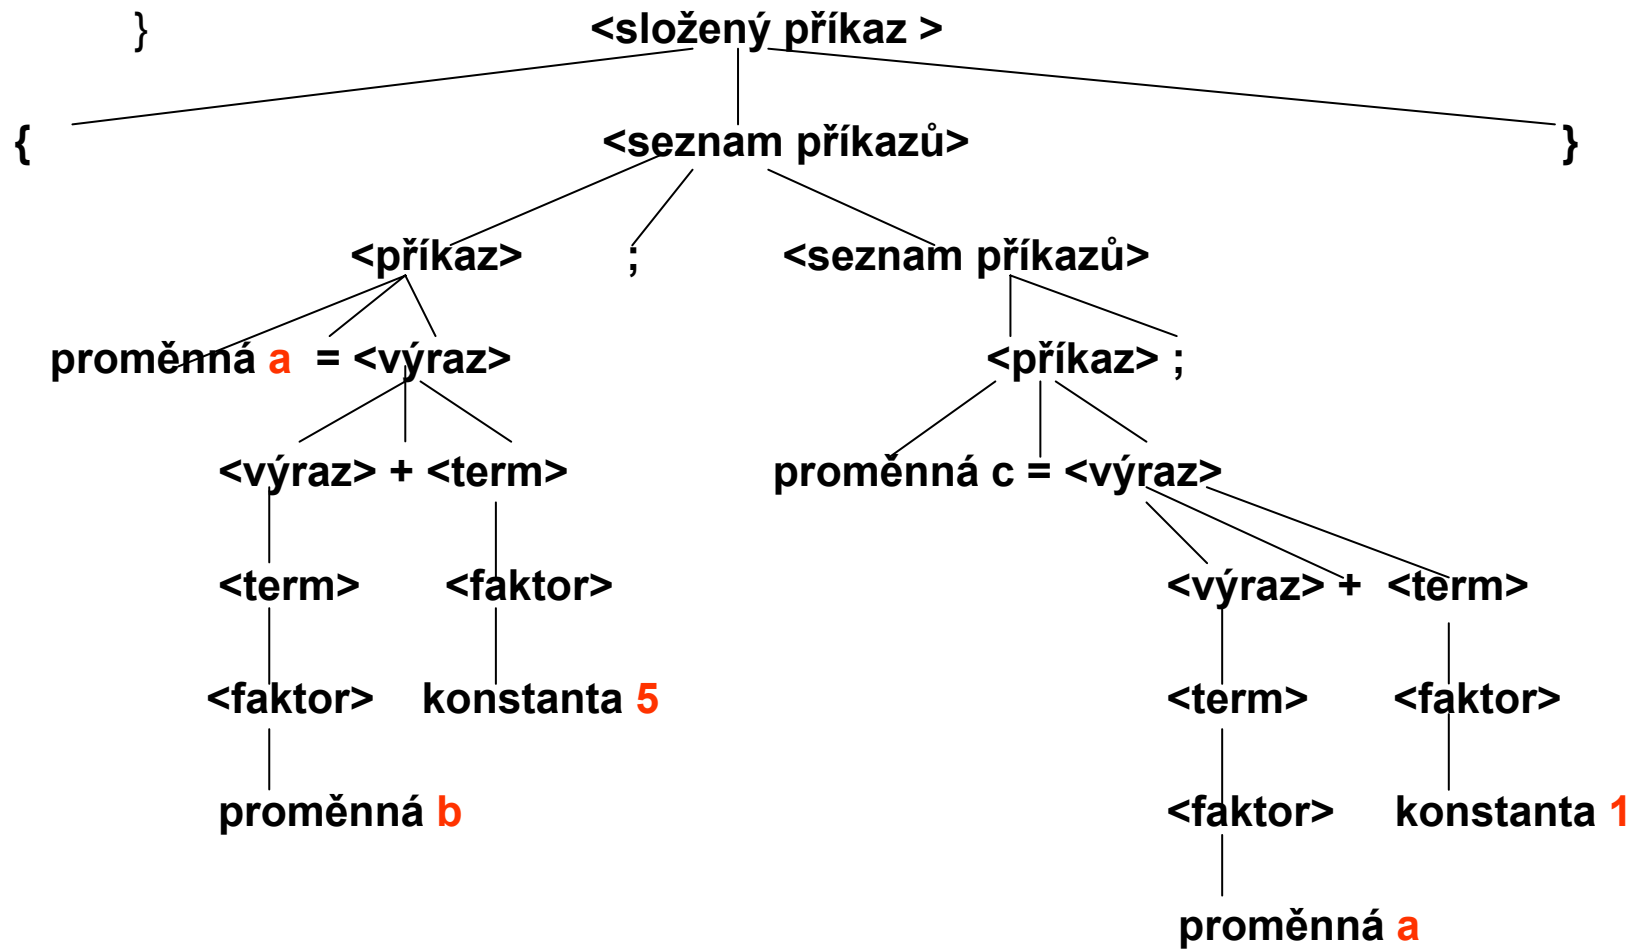 } <složený příkaz >
{ <seznam příkazů> }
<příkaz> ; <seznam příkazů>
proměnná a = <výraz> <příkaz> ;
<výraz> + <term> proměnná c = <výraz>
<term> <faktor> <výraz> + <term>
<faktor> konstanta 5 <term> <faktor>
proměnná b <faktor> konstanta 1
proměnná a